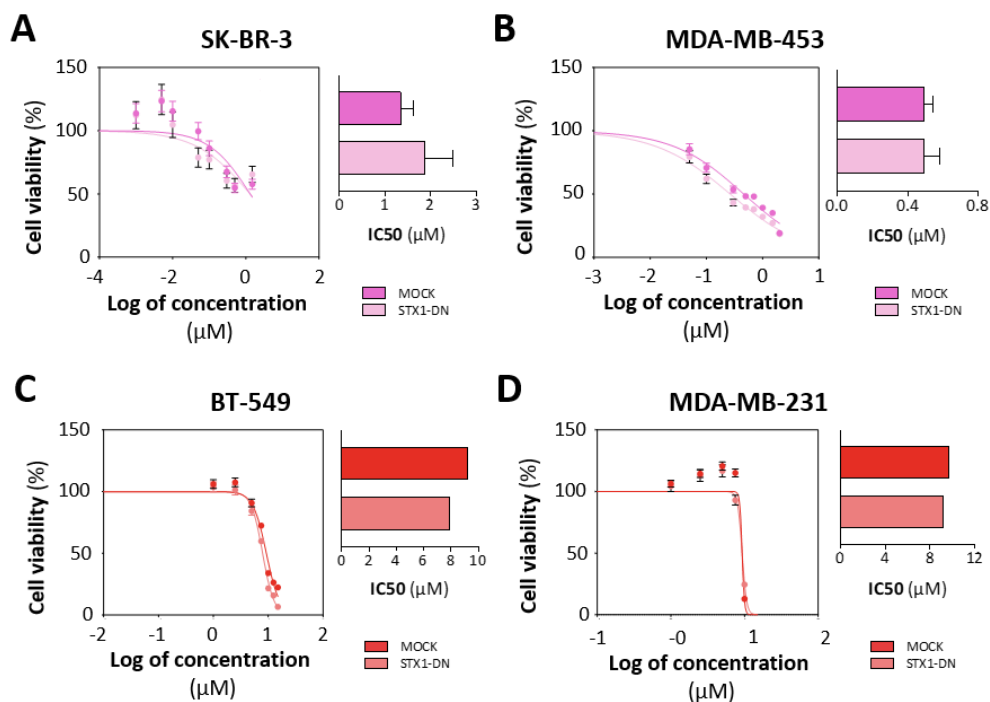 A
SK-BR-3
Cell viability (%)
150
100
50
0
-4
-2
0
2
Log of concentration
(µM)
0
1
2
3
IC50 (µM)
MOCK
STX1-DN
B
MDA-MB-453
Cell viability (%)
150
100
50
0
-3
-2
-1
0
1
Log of concentration
(µM)
0.0
0.4
0.8
IC50 (µM)
MOCK
STX1-DN
C
BT-549
Cell viability (%)
150
100
50
0
-2
-1
0
1
2
Log of concentration
(µM)
0
2
4
6
8
10
IC50 (µM)
MOCK
STX1-DN
D
MDA-MB-231
Cell viability (%)
150
100
50
0
-1
-0
1
2
Log of concentration
(µM)
0
4
8
12
IC50 (µM)
MOCK
STX1-DN